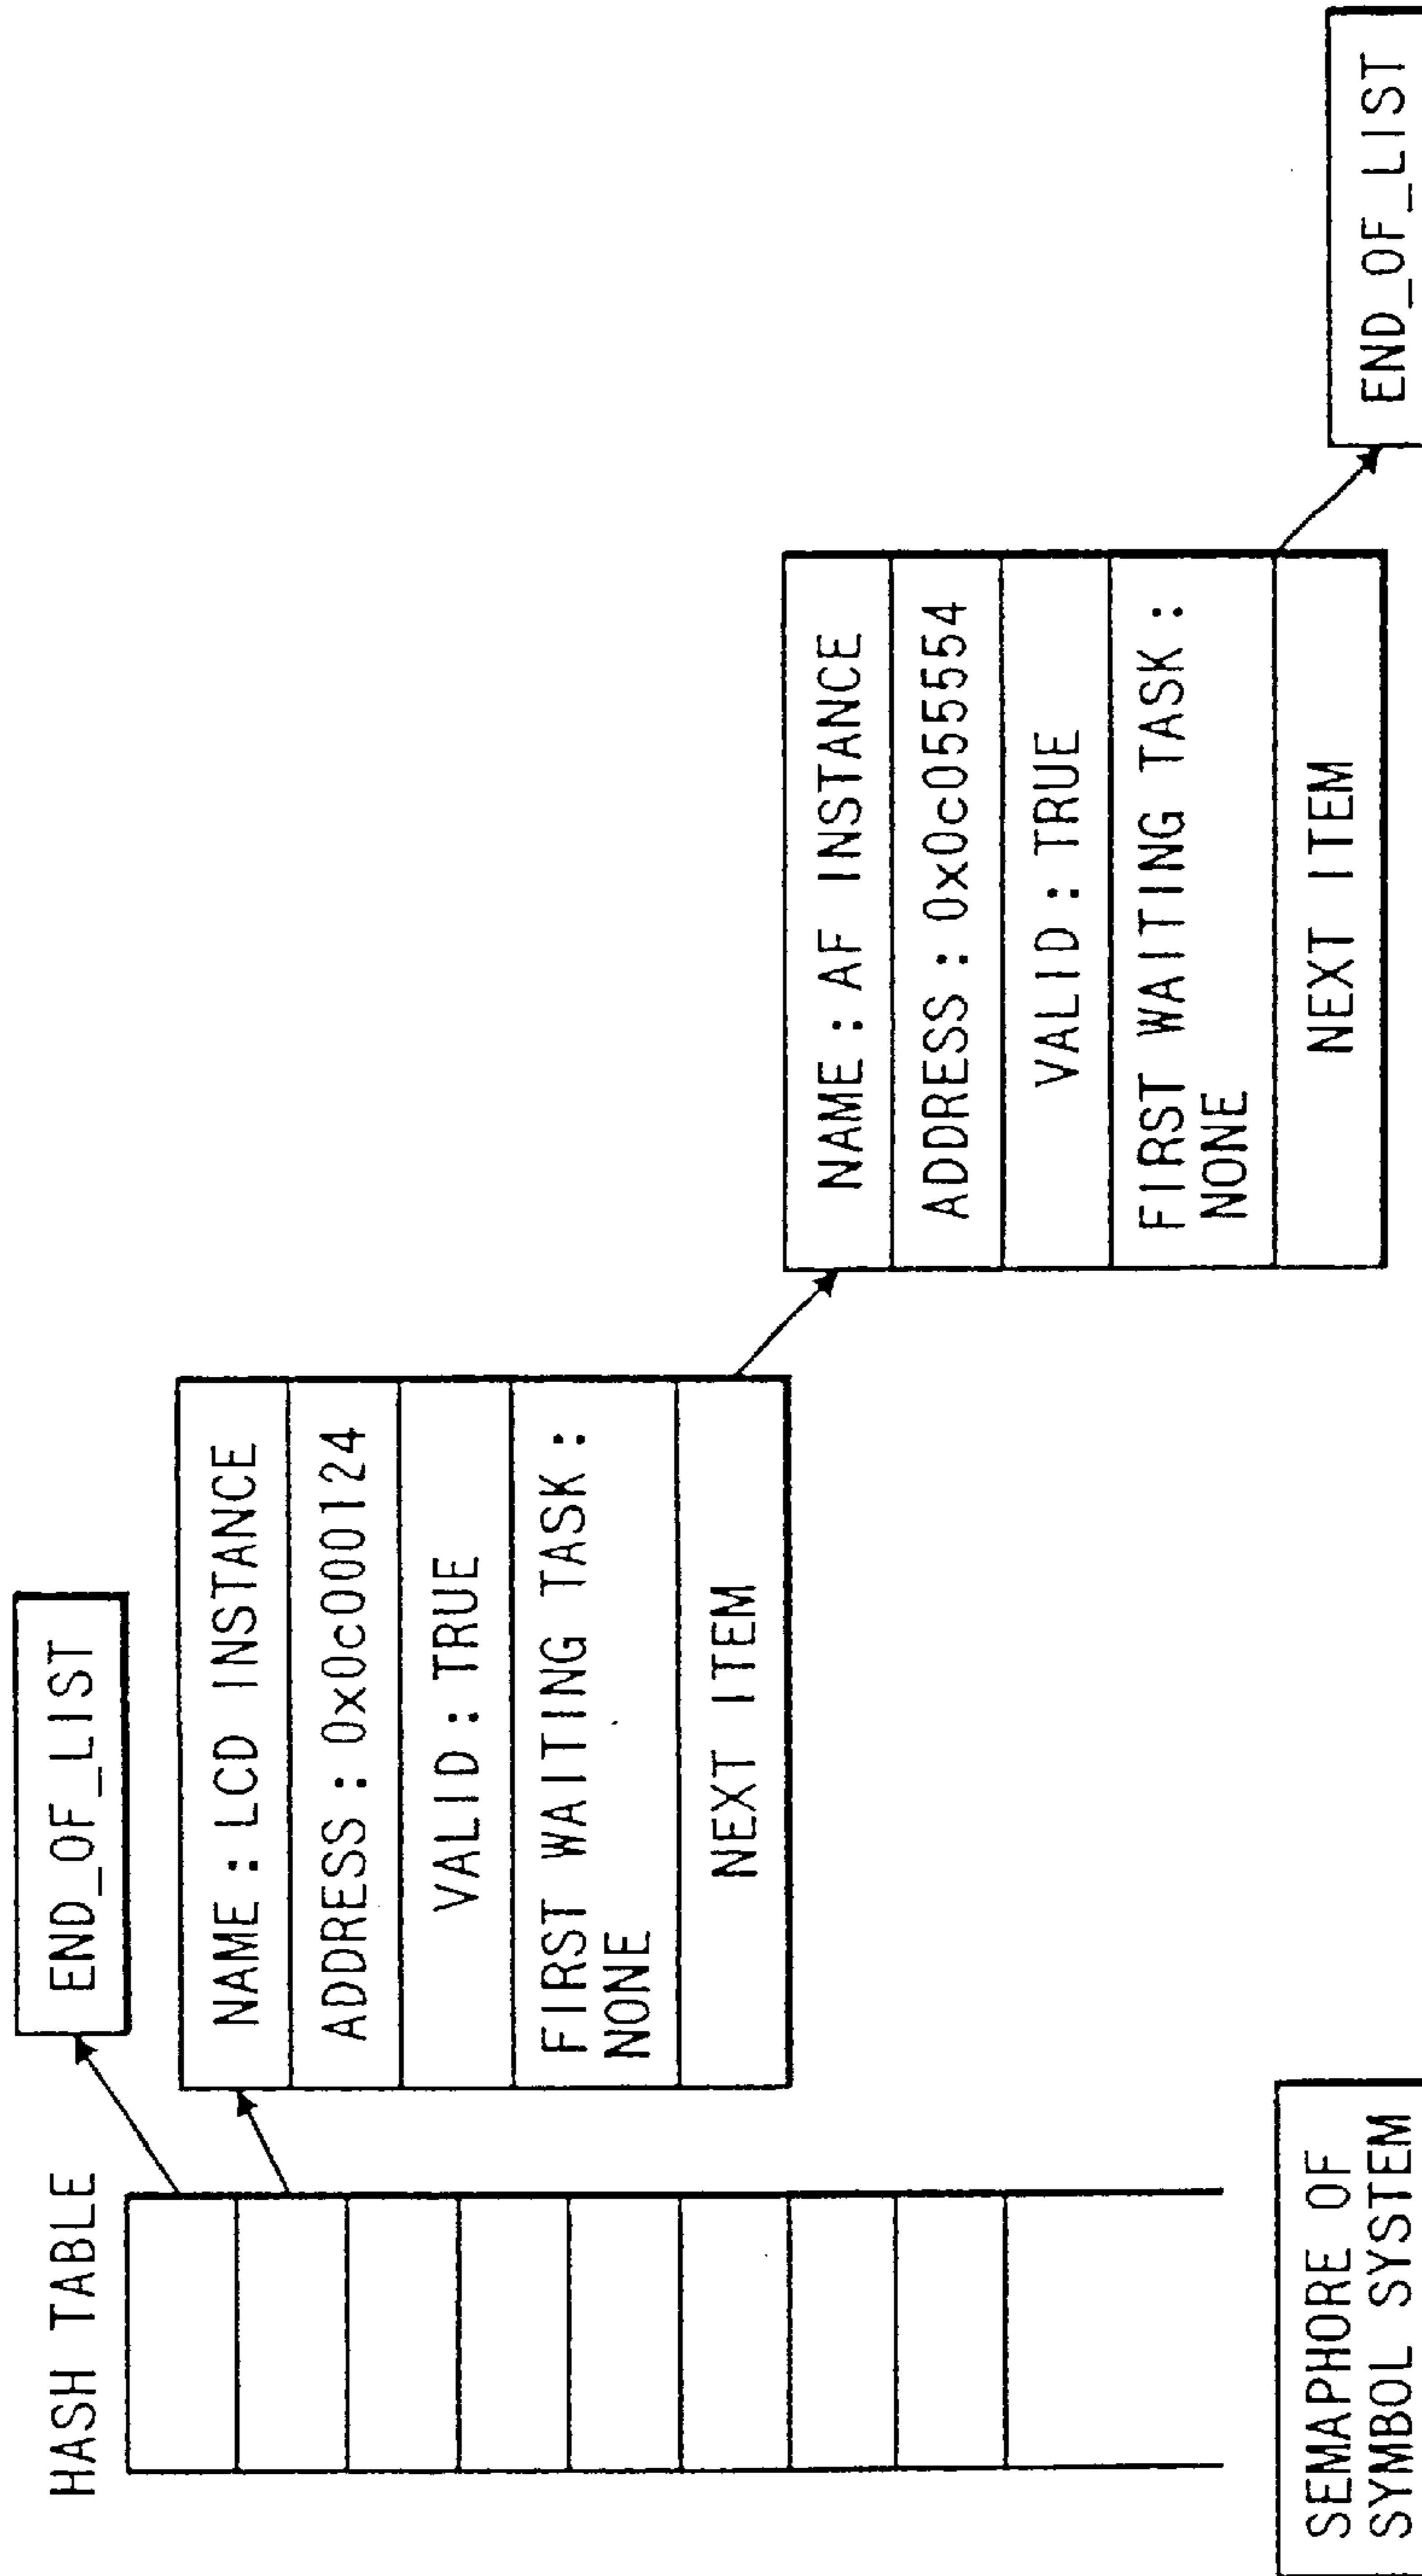 HASH TABLE
END_OF_LIST
NAME : LCD INSTANCE
ADDRESS : 0x0c000124
VALID : TRUE
FIRST WAITING TASK :
NONE
NEXT ITEM
NAME : AF INSTANCE
ADDRESS : 0x0c055554
VALID : TRUE
FIRST WAITING TASK :
NONE
NEXT ITEM
END_OF_LIST
SEMAPHORE OF
SYMBOL SYSTEM